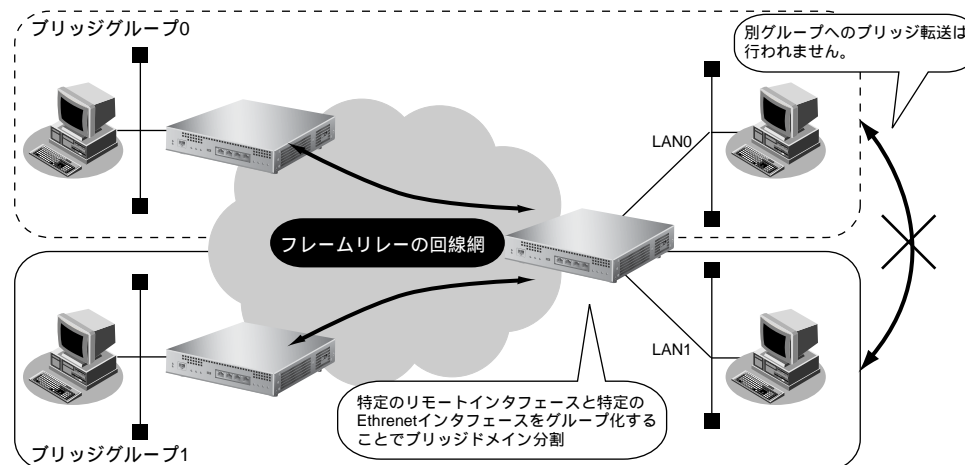 ブリッジグループ0
別グループへのブリッジ転送は
行われません。
LAN0
フレームリレーの回線網
LAN1
特定のリモートインタフェースと特定の
Ethrenetインタフェースをグループ化する
ことでブリッジドメイン分割
ブリッジグループ1